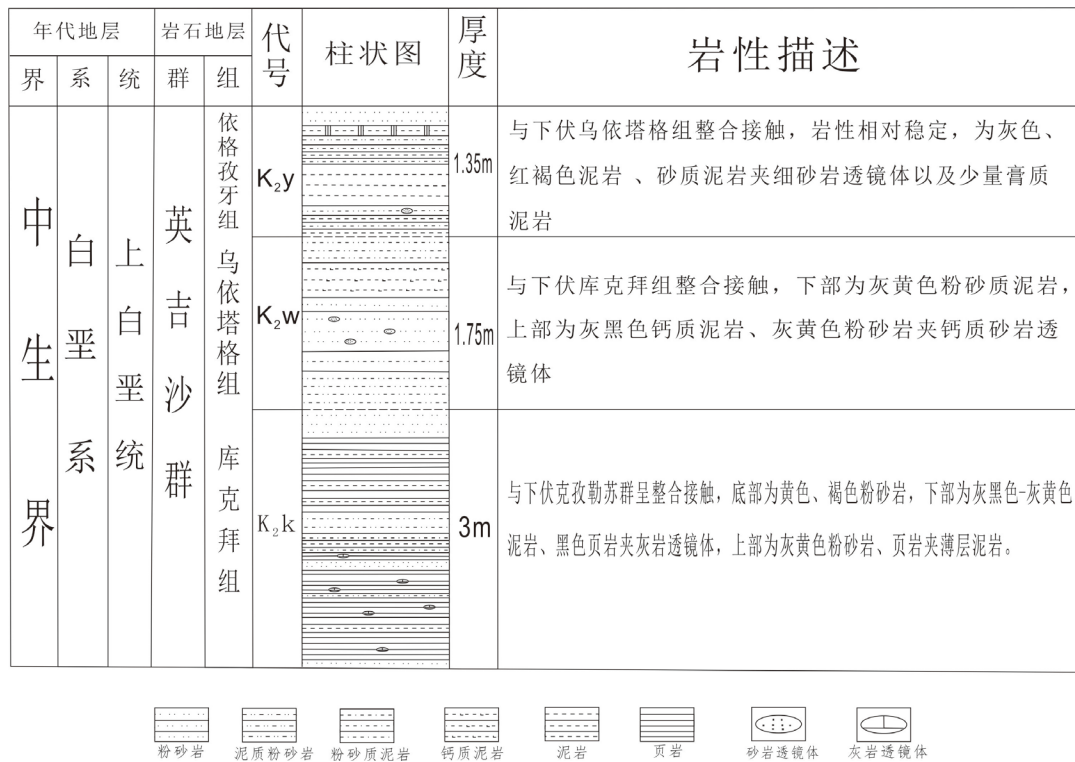 年代地层
岩石地层
代号
柱状图
厚度
岩性描述
界
系
统
群
组
中生界
白垩系
上白垩统
英吉沙群
依格孜牙组
K₂y
1.35m
与下伏乌依塔格组整合接触，岩性相对稳定，为灰色、
红褐色泥岩 、砂质泥岩夹细砂岩透镜体以及少量膏质
泥岩
乌依塔格组
K₂w
1.75m
与下伏库克拜组整合接触，下部为灰黄色粉砂质泥岩，
上部为灰黑色钙质泥岩、灰黄色粉砂岩夹钙质砂岩透
镜体
库克拜组
K₂k
3m
与下伏克孜勒苏群呈整合接触，底部为黄色、褐色粉砂岩，下部为灰黑色-灰黄色
泥岩、黑色页岩夹灰岩透镜体，上部为灰黄色粉砂岩、页岩夹薄层泥岩。
粉砂岩
泥质粉砂岩
粉砂质泥岩
钙质泥岩
泥岩
页岩
砂岩透镜体
灰岩透镜体